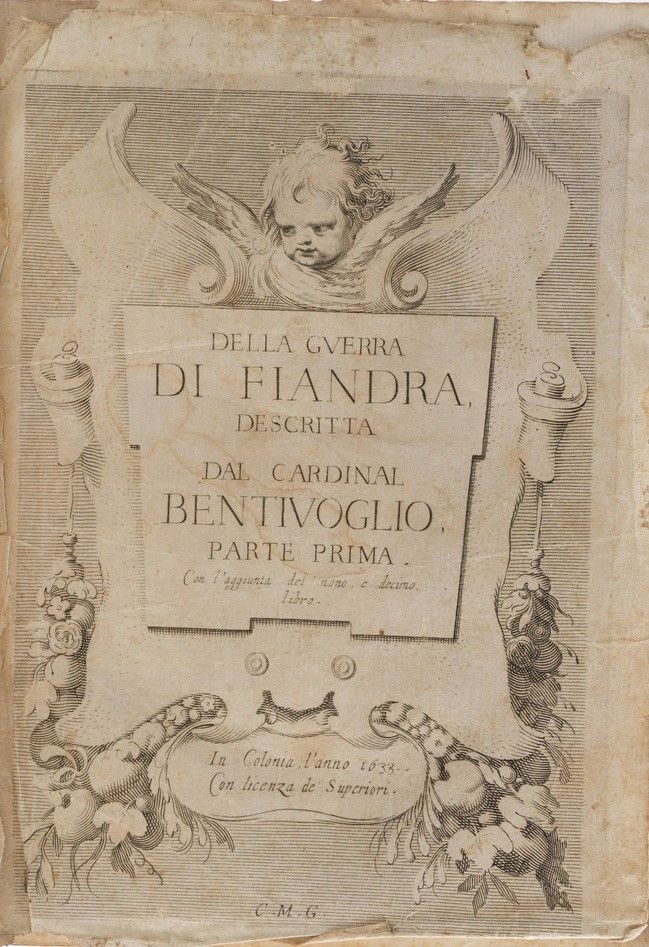 DELLA GVERRA
DI FIANDRA,
DESCRITTA
DAL CARDINAL
BENTIVOGLIO,
PARTE PRIMA.
Con l'aggiunta del nono, e decimo,
libro.
In Colonia, l'anno 1633.
Con licenza de' Superiori.
C. M. G.